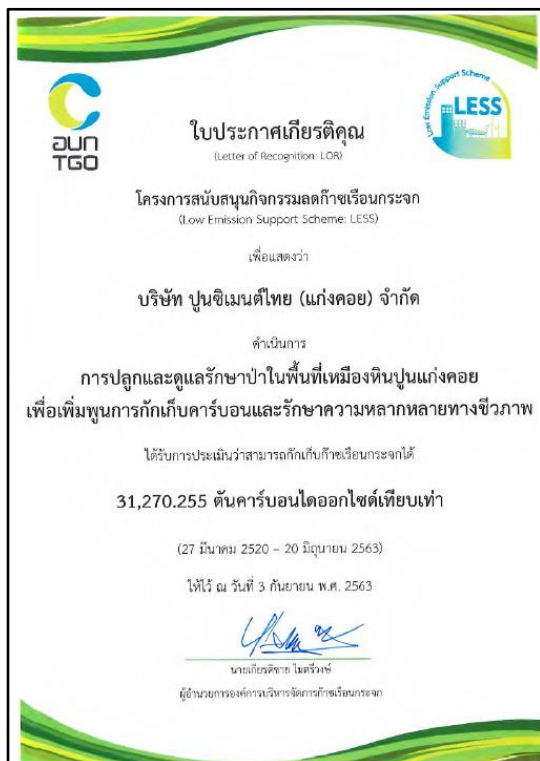 อบก
TGO
Low Emission Support Scheme
LESS
ใบประกาศเกียรติคุณ
(Letter of Recognition: LOR)
โครงการสนับสนุนกิจกรรมลดก๊าซเรือนกระจก
(Low Emission Support Scheme: LESS)
เพื่อแสดงว่า
บริษัท ปูนซิเมนต์ไทย (แก่งคอย) จำกัด
ดำเนินการ
การปลูกและดูแลรักษาป่าในพื้นที่เหมืองหินปูนแก่งคอย
เพื่อเพิ่มพูนการกักเก็บคาร์บอนและรักษาความหลากหลายทางชีวภาพ
ได้รับการประเมินว่าสามารถกักเก็บก๊าซเรือนกระจกได้
31,270.255 ตันคาร์บอนไดออกไซด์เทียบเท่า
(27 มีนาคม 2520 – 20 มิถุนายน 2563)
ให้ไว้ ณ วันที่ 3 กันยายน พ.ศ. 2563
นายเกียรติชาย ไมตรีวงษ์
ผู้อำนวยการองค์การบริหารจัดการก๊าซเรือนกระจก